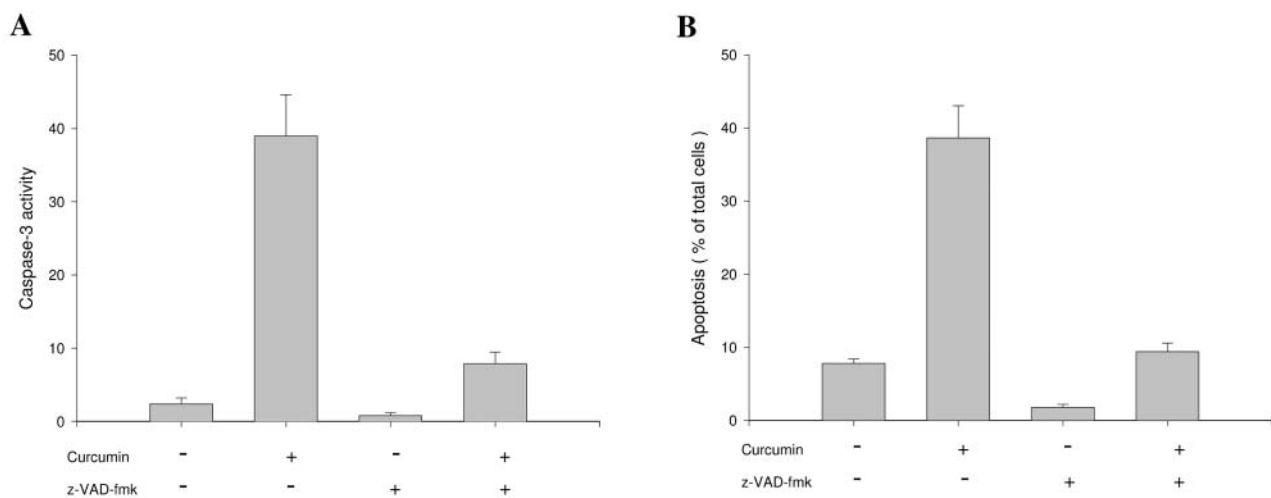 A
50
40
30
20
10
0
Caspase-3 activity
Curcumin - + - +
z-VAD-fmk - - + +
B
50
40
30
20
10
0
Apoptosis ( % of total cells )
Curcumin - + - +
z-VAD-fmk - - + +